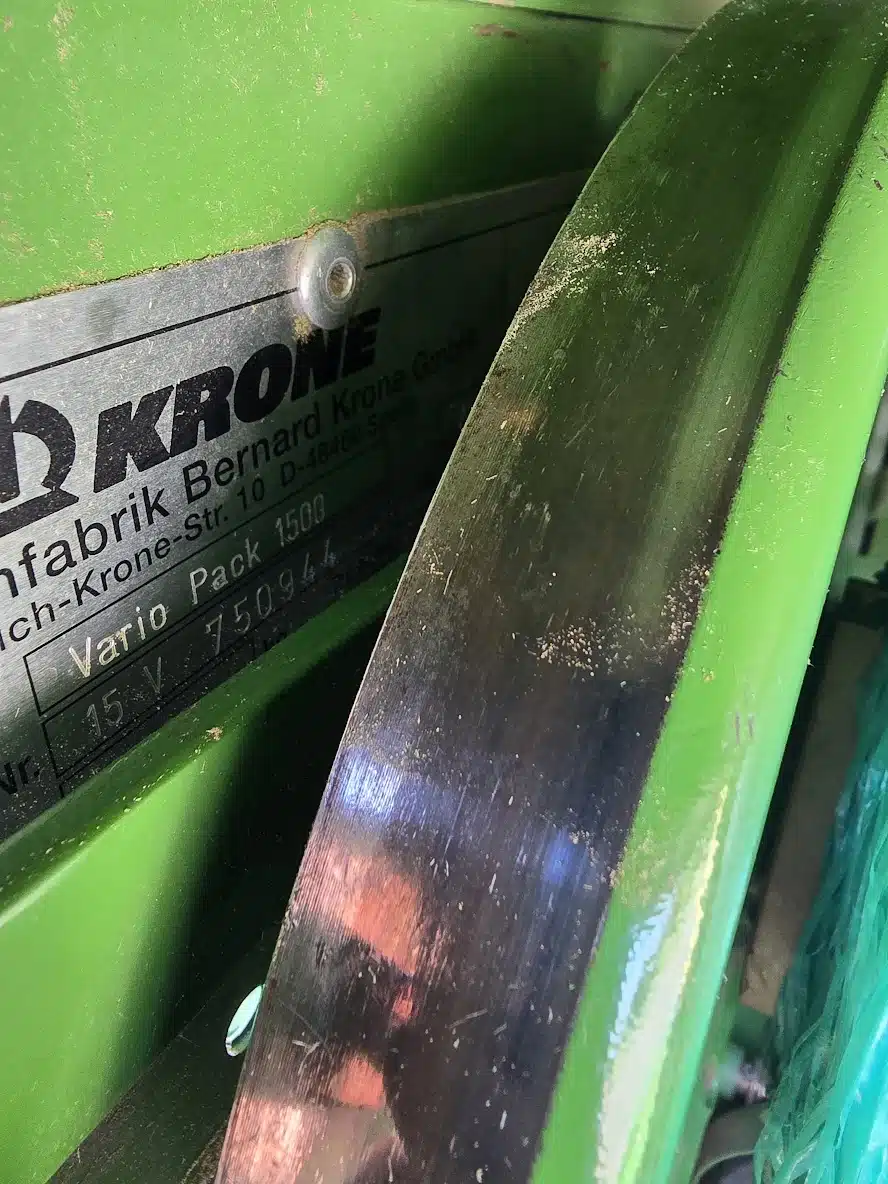 KRONE
nfabrik Bernard Krone GmbH
ich-Krone-Str. 10 D-48480
Vario Pack 1500
Nr. 15 V 750944